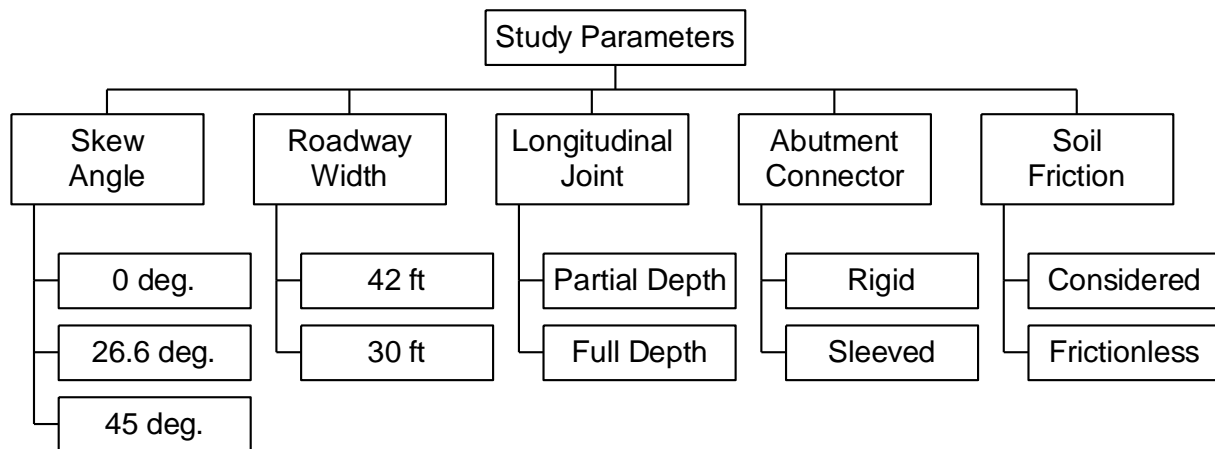 Study Parameters
Skew
Angle
Roadway
Width
Longitudinal
Joint
Abutment
Connector
Soil
Friction
0 deg.
26.6 deg.
45 deg.
42 ft
30 ft
Partial Depth
Full Depth
Rigid
Sleeved
Considered
Frictionless